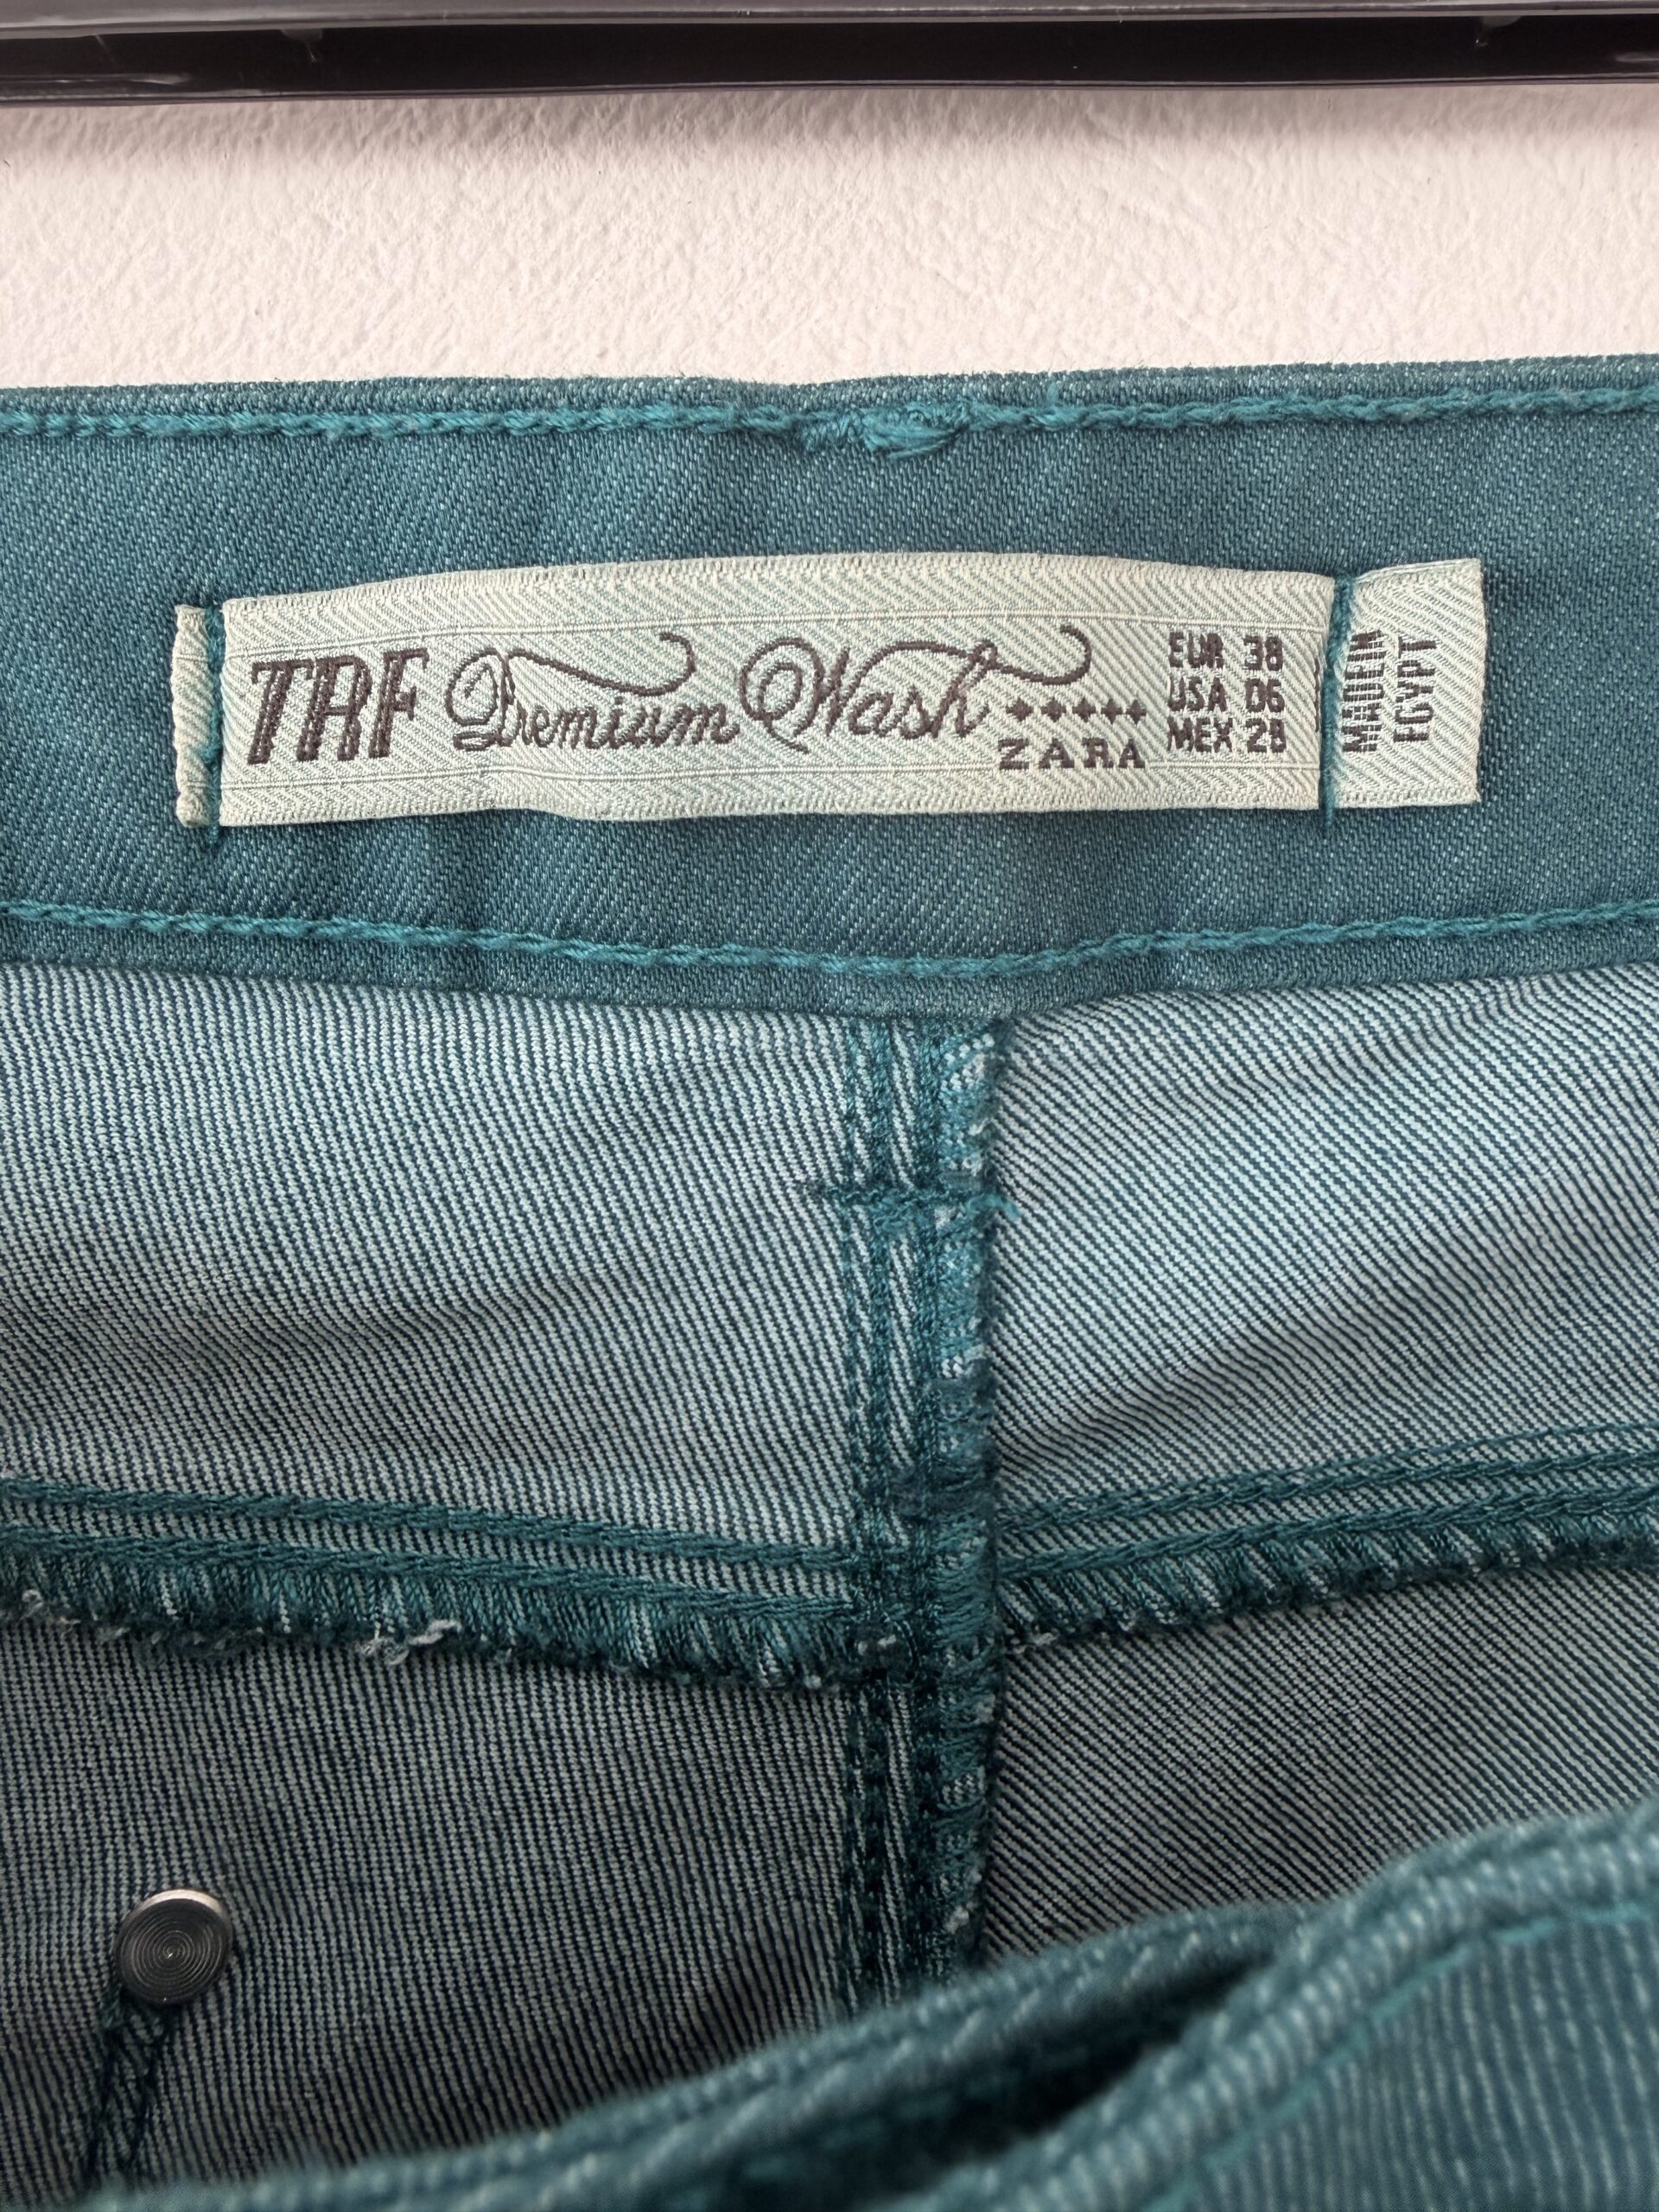 TRF Premium Wash
+++++
ZARA
EUR 38
USA 06
MEX 28
MADE IN
EGYPT